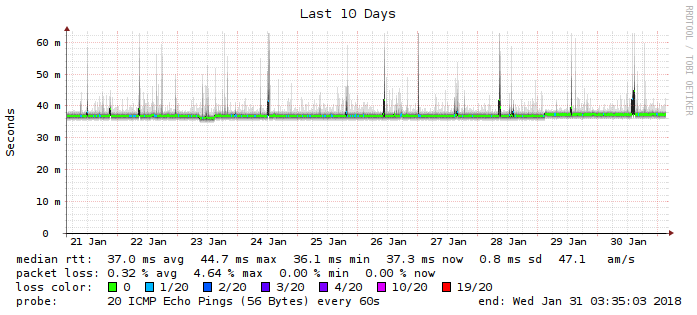 Last 10 Days
RRDTOOL / TOBI OETIKER
Seconds
60 m
50 m
40 m
30 m
20 m
10 m
0
21 Jan 22 Jan 23 Jan 24 Jan 25 Jan 26 Jan 27 Jan 28 Jan 29 Jan 30 Jan
median rtt: 37.0 ms avg 44.7 ms max 36.1 ms min 37.3 ms now 0.8 ms sd 47.1 am/s
packet loss: 0.32 % avg 4.64 % max 0.00 % min 0.00 % now
loss color: 0 1/20 2/20 3/20 4/20 10/20 19/20
probe: 20 ICMP Echo Pings (56 Bytes) every 60s end: Wed Jan 31 03:35:03 2018